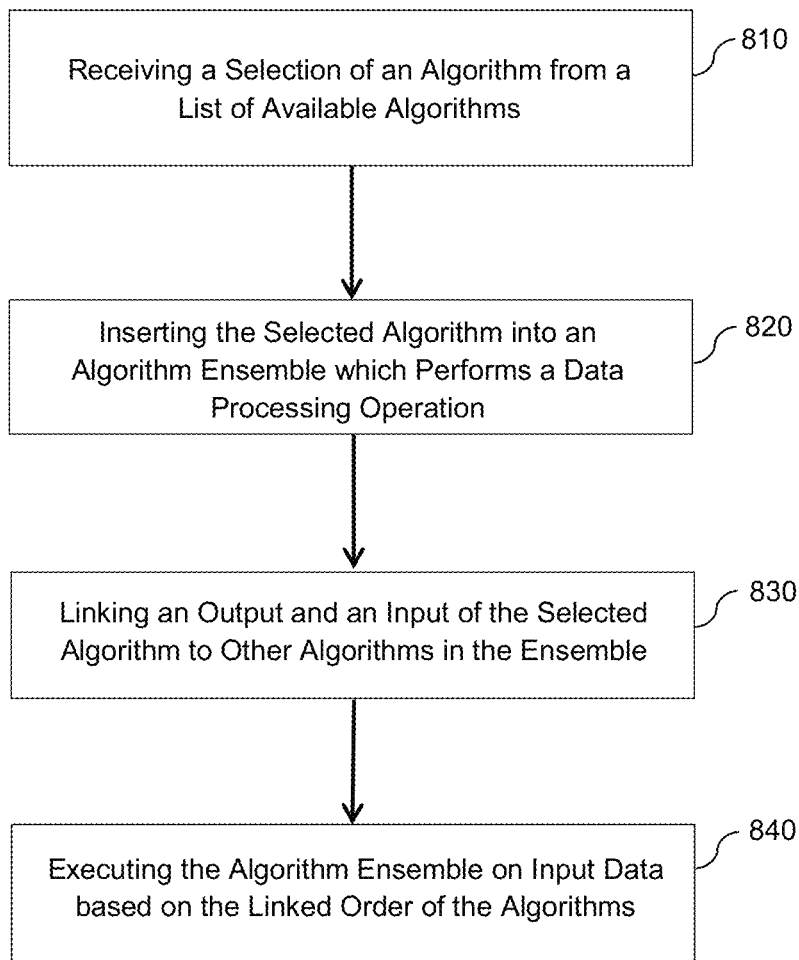 Receiving a Selection of an Algorithm from a
List of Available Algorithms
810
Inserting the Selected Algorithm into an
Algorithm Ensemble which Performs a Data
Processing Operation
820
Linking an Output and an Input of the Selected
Algorithm to Other Algorithms in the Ensemble
830
Executing the Algorithm Ensemble on Input Data
based on the Linked Order of the Algorithms
840